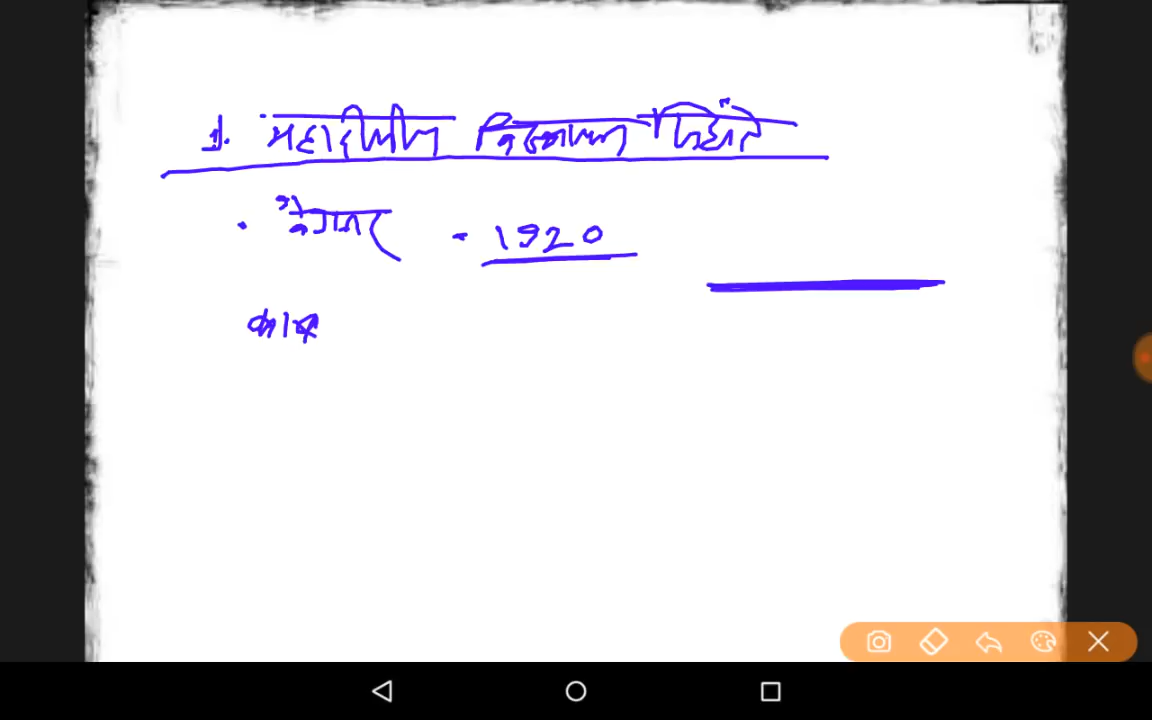 1. महाद्वीपीय विस्थापन सिद्धांत
· वेगनर - 1920